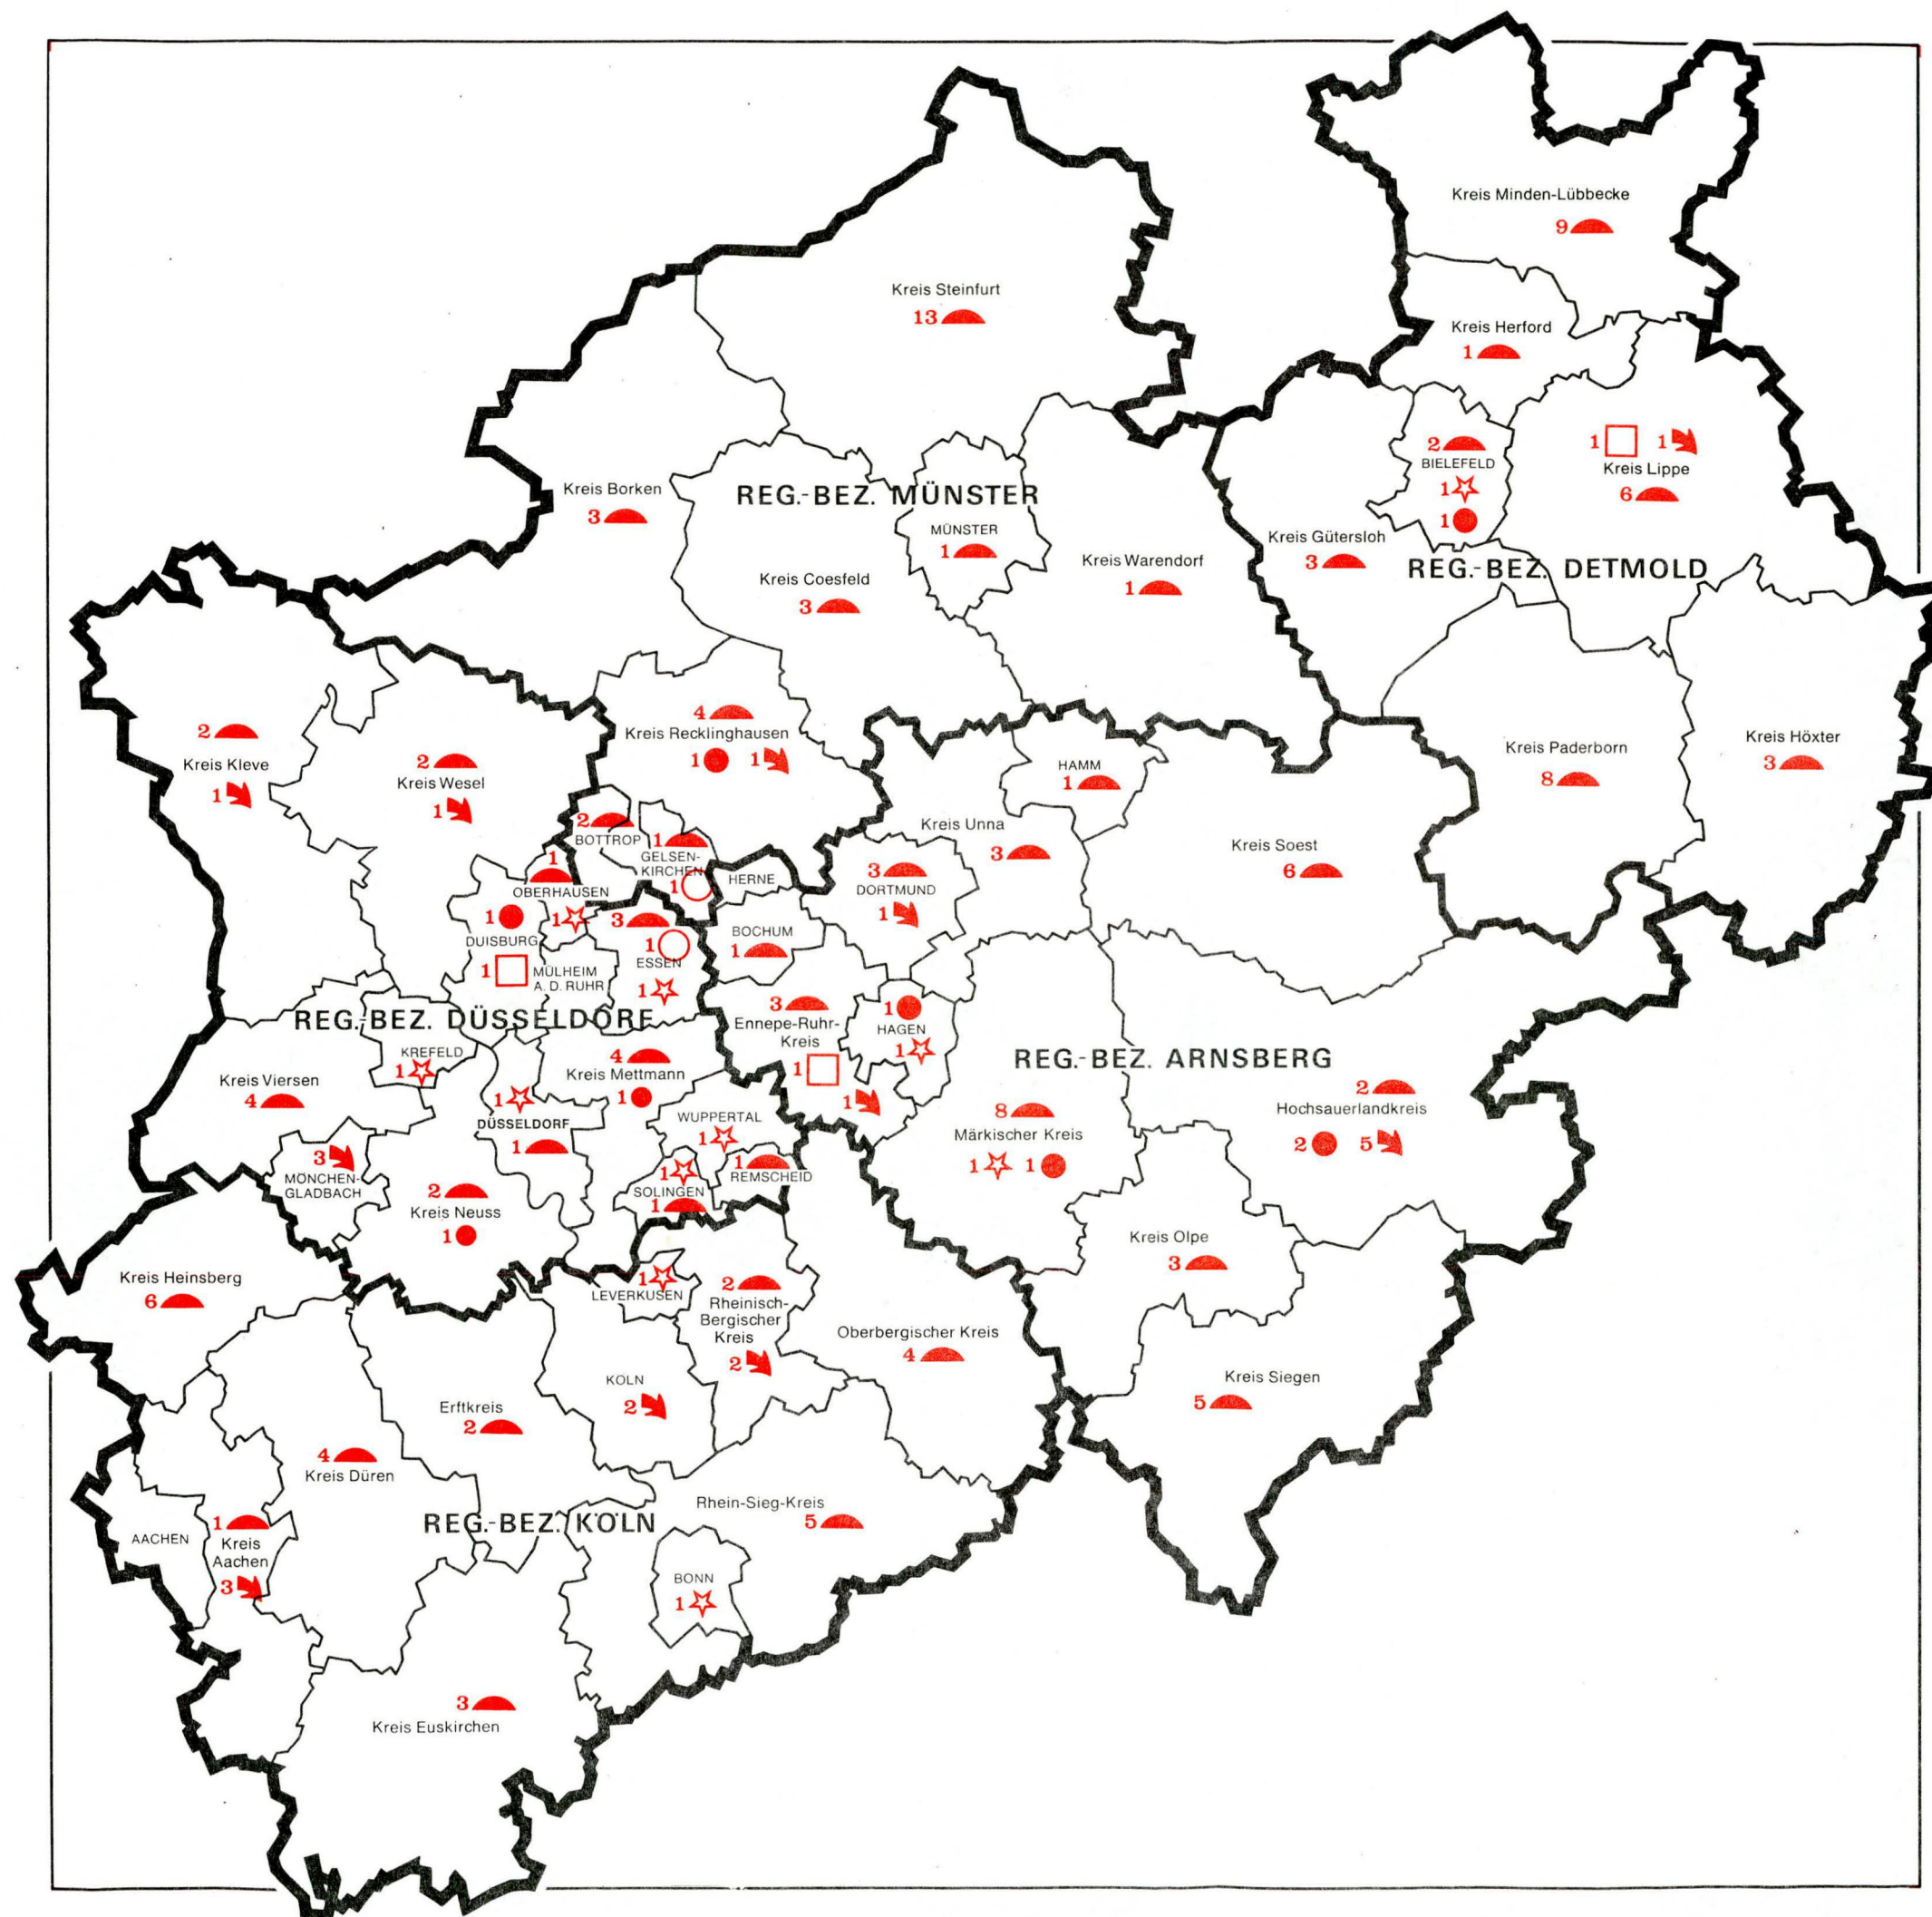 Kreis Minden-Lübbecke
9
Kreis Steinfurt
13
Kreis Herford
1
2
BIELEFELD
1
1
1 1
Kreis Lippe
6
Kreis Borken
3
REG.-BEZ. MÜNSTER
MÜNSTER
1
Kreis Gütersloh
3
REG.-BEZ. DETMOLD
Kreis Coesfeld
3
Kreis Warendorf
1
2
Kreis Kleve
1
2
Kreis Wesel
1
4
Kreis Recklinghausen
1 1
HAMM
1
Kreis Paderborn
8
Kreis Höxter
3
2
BOTTROP
1
GELSEN-
KIRCHEN
1
HERNE
Kreis Unna
3
Kreis Soest
6
1
OBERHAUSEN
1
3
DORTMUND
1
1
DUISBURG
1
MÜLHEIM
A. D. RUHR
3
1
ESSEN
1
BOCHUM
1
REG.-BEZ. DÜSSELDORF
3
Ennepe-Ruhr-
Kreis
1
1
1
HAGEN
1
REG.-BEZ. ARNSBERG
KREFELD
1
Kreis Viersen
4
4
Kreis Mettmann
1
1
DÜSSELDORF
1
WUPPERTAL
1
8
Märkischer Kreis
1 1
2
Hochsauerlandkreis
2 5
3
MÖNCHEN-
GLADBACH
1
SOLINGEN
1
1
REMSCHEID
2
Kreis Neuss
1
Kreis Olpe
3
Kreis Heinsberg
6
1
LEVERKUSEN
2
Rheinisch-
Bergischer
Kreis
2
Oberbergischer Kreis
4
KÖLN
2
Kreis Siegen
5
Erftkreis
2
4
Kreis Düren
REG.-BEZ. KÖLN
Rhein-Sieg-Kreis
5
AACHEN
1
Kreis
Aachen
3
BONN
1
3
Kreis Euskirchen